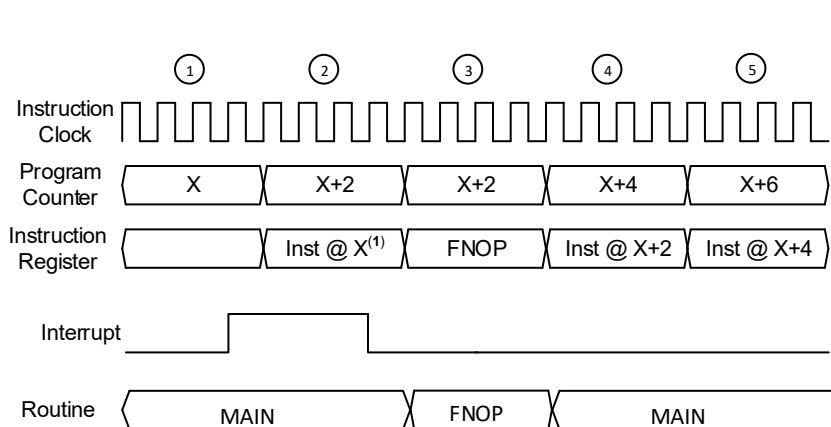 1 2 3 4 5
Instruction
Clock
Program
Counter
X X+2 X+2 X+4 X+6
Instruction
Register
Inst @ X(1) FNOP Inst @ X+2 Inst @ X+4
Interrupt
Routine MAIN FNOP MAIN